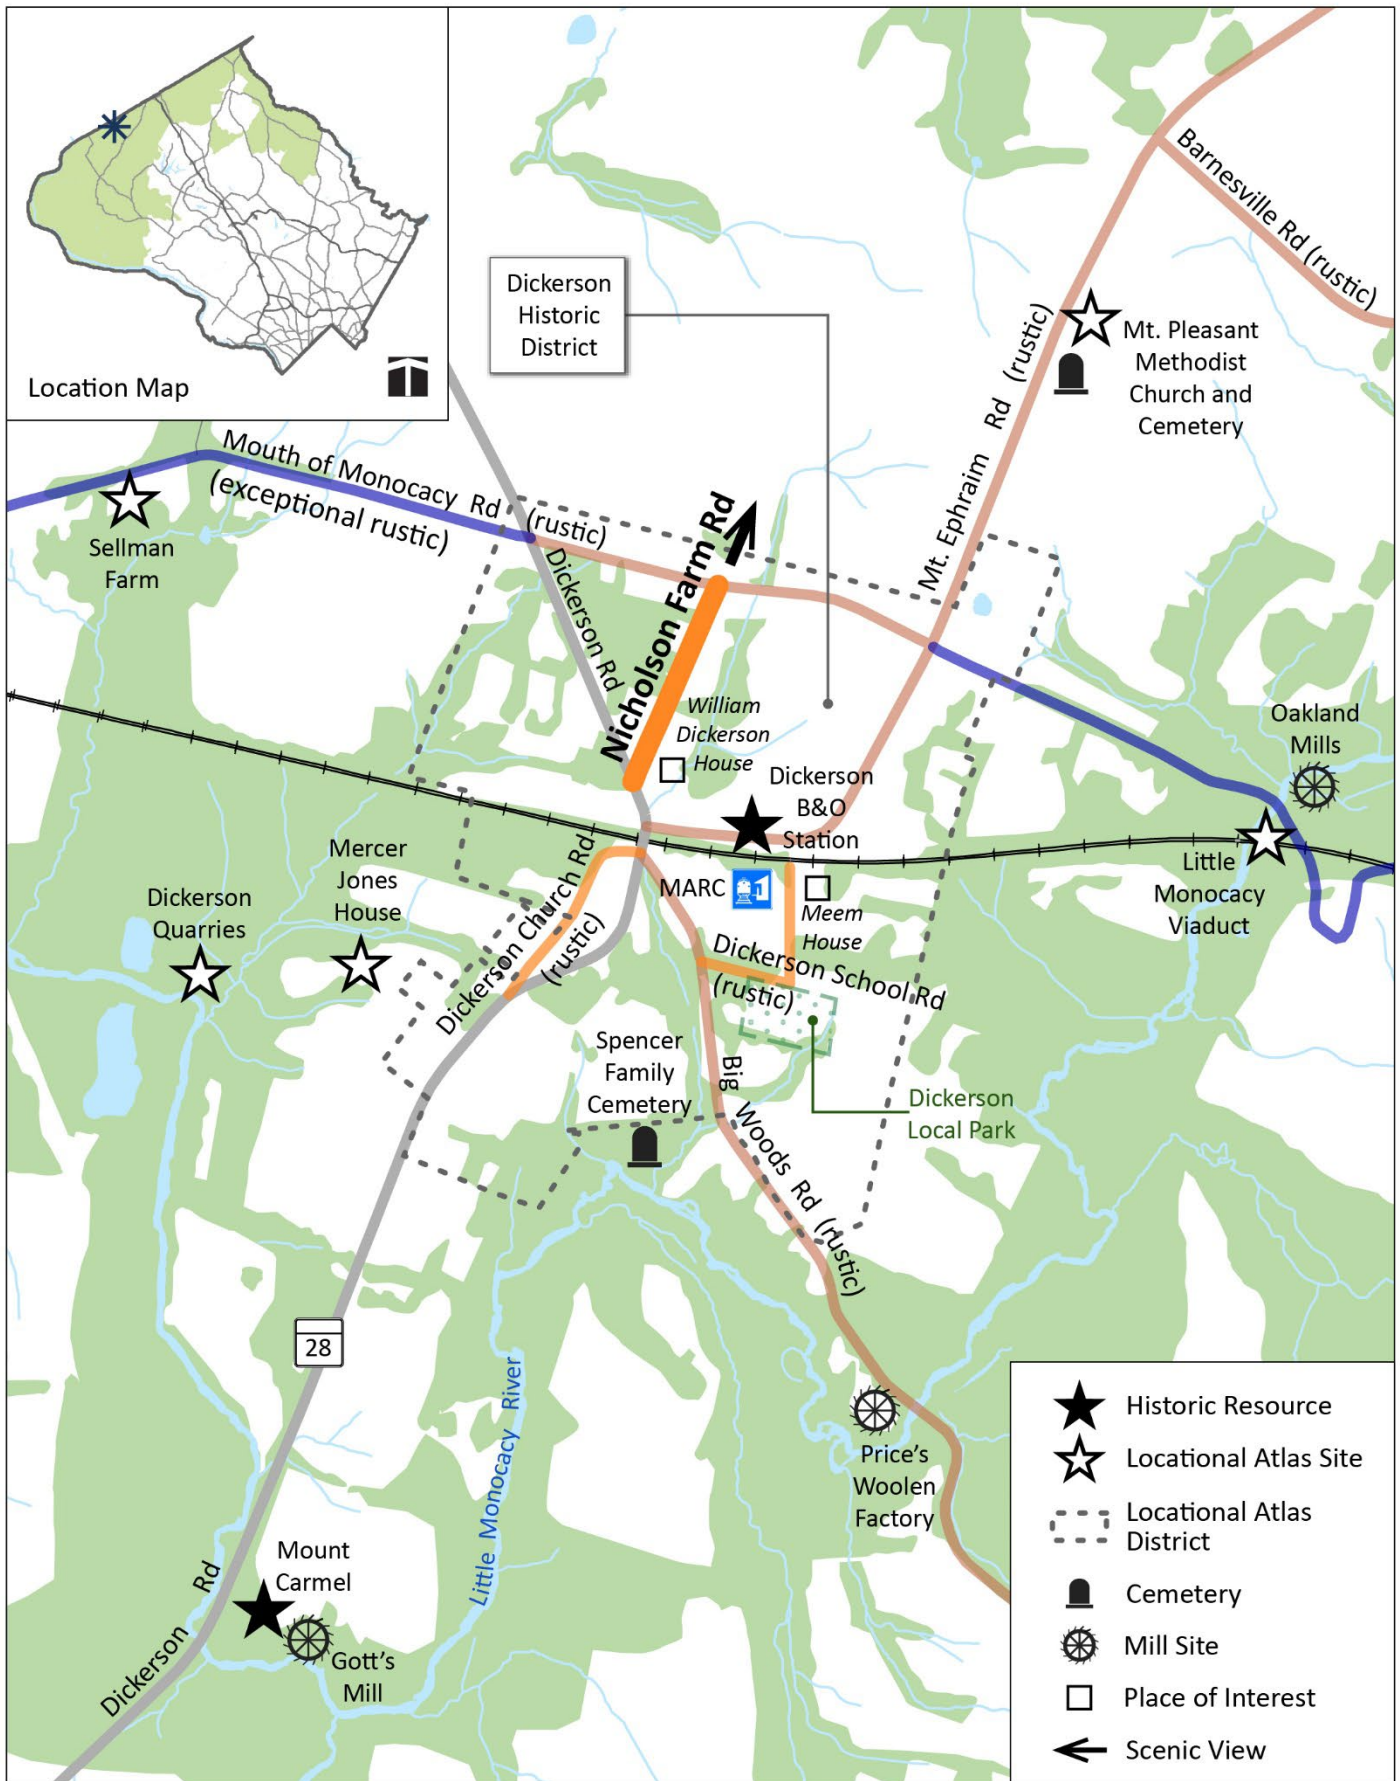 Location Map
Dickerson
Historic
District
Barnesville Rd (rustic)
Mt. Ephraim Rd (rustic)
Mt. Pleasant
Methodist
Church and
Cemetery
Mouth of Monocacy Rd (rustic)
(exceptional rustic)
Sellman
Farm
Dickerson Rd
Nicholson Farm Rd
William
Dickerson
House
Oakland
Mills
Dickerson
B&O
Station
Mercer
Jones
House
Dickerson Church Rd
(rustic)
MARC
Meem
House
Little
Monocacy
Viaduct
Dickerson
Quarries
Dickerson School Rd
(rustic)
Spencer
Family
Cemetery
Big Woods Rd (rustic)
Dickerson
Local Park
28
Little Monocacy River
Price's
Woolen
Factory
Mount
Carmel
Gott's
Mill
Dickerson Rd
Historic Resource
Locational Atlas Site
Locational Atlas
District
Cemetery
Mill Site
Place of Interest
Scenic View